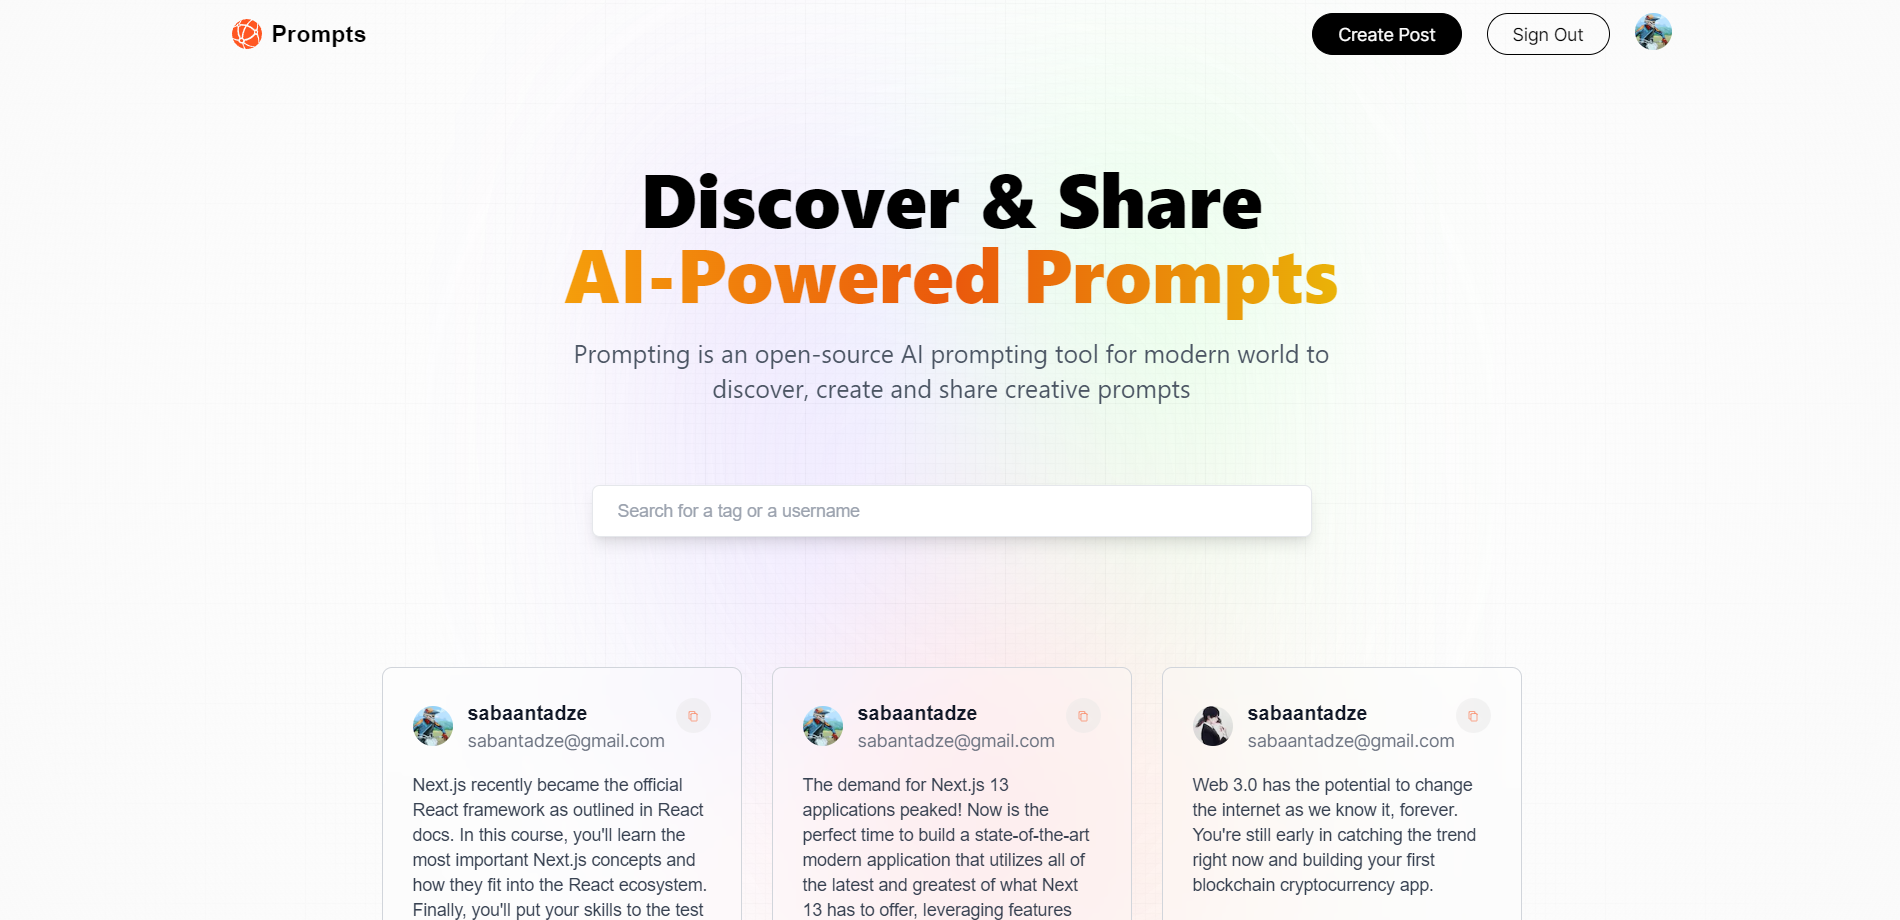 Prompts
Create Post
Sign Out
Discover & Share
AI-Powered Prompts
Prompting is an open-source AI prompting tool for modern world to
discover, create and share creative prompts
Search for a tag or a username
sabaantadze
sabantadze@gmail.com
Next.js recently became the official
React framework as outlined in React
docs. In this course, you'll learn the
most important Next.js concepts and
how they fit into the React ecosystem.
Finally, you'll put your skills to the test
sabaantadze
sabantadze@gmail.com
The demand for Next.js 13
applications peaked! Now is the
perfect time to build a state-of-the-art
modern application that utilizes all of
the latest and greatest of what Next
13 has to offer, leveraging features
sabaantadze
sabaantadze@gmail.com
Web 3.0 has the potential to change
the internet as we know it, forever.
You're still early in catching the trend
right now and building your first
blockchain cryptocurrency app.